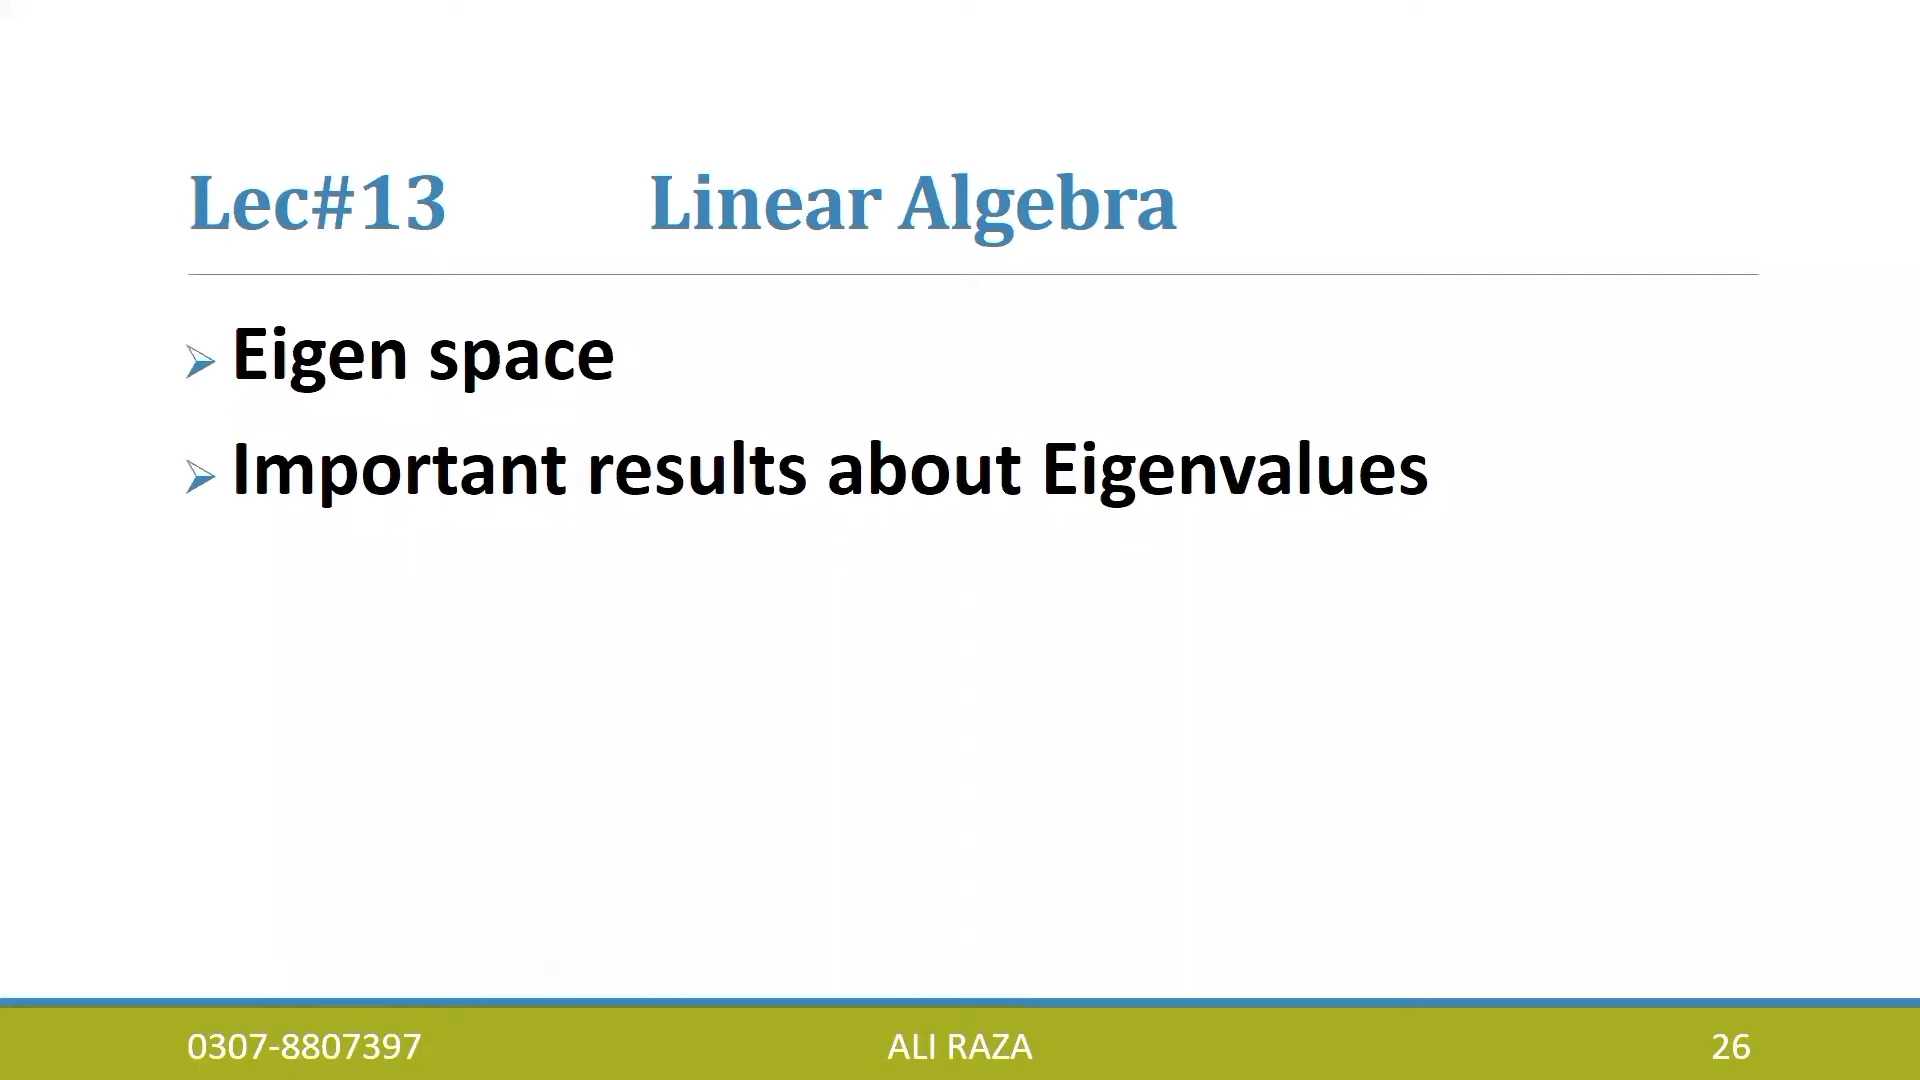 Lec#13 Linear Algebra
Eigen space
Important results about Eigenvalues
0307-8807397 ALI RAZA 26